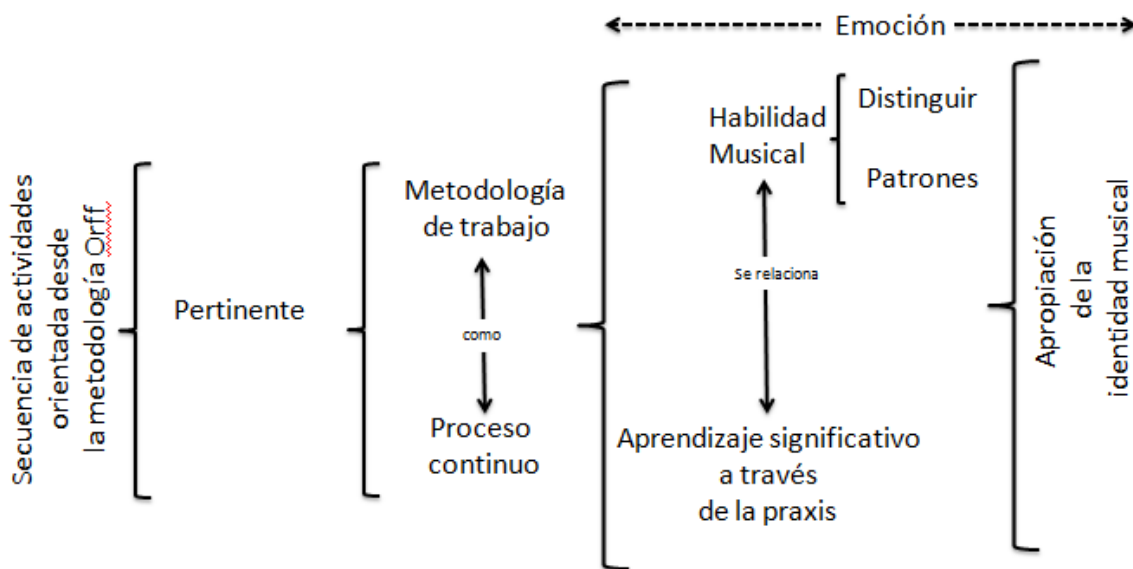 Emoción
Secuencia de actividades
orientada desde
la metodología Orff
Pertinente
Metodología
de trabajo
como
Proceso
continuo
Habilidad
Musical
Distinguir
Patrones
Se relaciona
Aprendizaje significativo
a través
de la praxis
Apropiación
de la
identidad musical